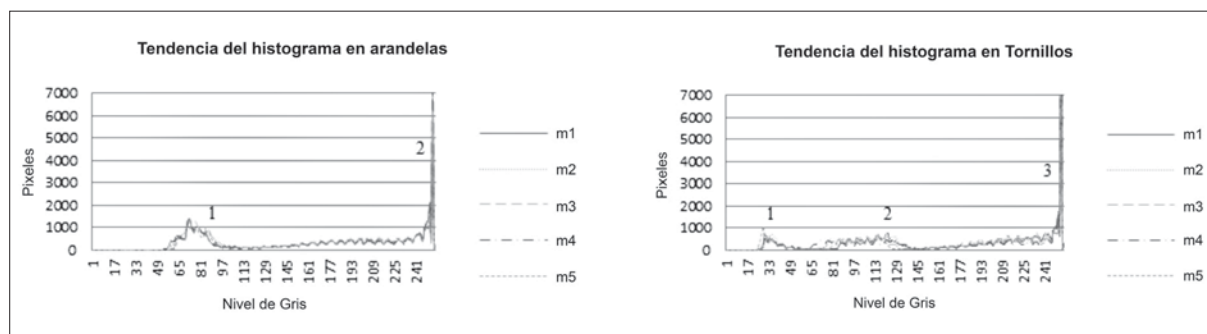 Tendencia del histograma en arandelas
7000
6000
5000
4000
3000
2000
1000
0
Pixeles
1
2
1 17 33 49 65 81 97 113 129 145 161 177 193 209 225 241
Nivel de Gris
m1
m2
m3
m4
m5
Tendencia del histograma en Tornillos
7000
6000
5000
4000
3000
2000
1000
0
Pixeles
1
2
3
1 17 33 49 65 81 97 113 129 145 161 177 193 209 225 241
Nivel de Gris
m1
m2
m3
m4
m5